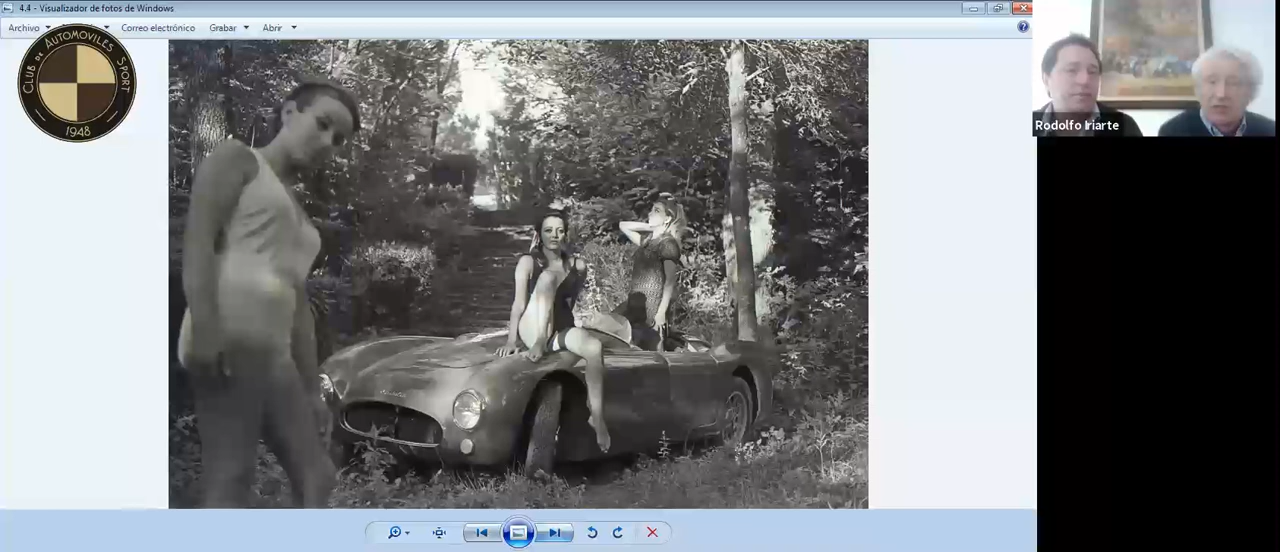 4.4 - Visualizador de fotos de Windows
Archivo
Correo electrónico
Grabar
Abrir
CLUB DE AUTOMOVILES SPORT
1948
Rodolfo Iriarte